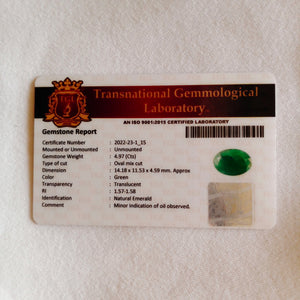 TGL
Transnational Gemmological
Laboratory
AN ISO 9001:2015 CERTIFIED LABORATORY
Gemstone Report
Certificate Number : 2022-23-1_15
Mounted or Unmounted : Unmounted
Gemstone Weight : 4.97 (Cts)
Type of cut : Oval mix cut
Dimension : 14.18 x 11.53 x 4.59 mm. Approx
Color : Green
Transparency : Translucent
RI : 1.57-1.58
Identification : Natural Emerald
Comment : Minor indication of oil observed.